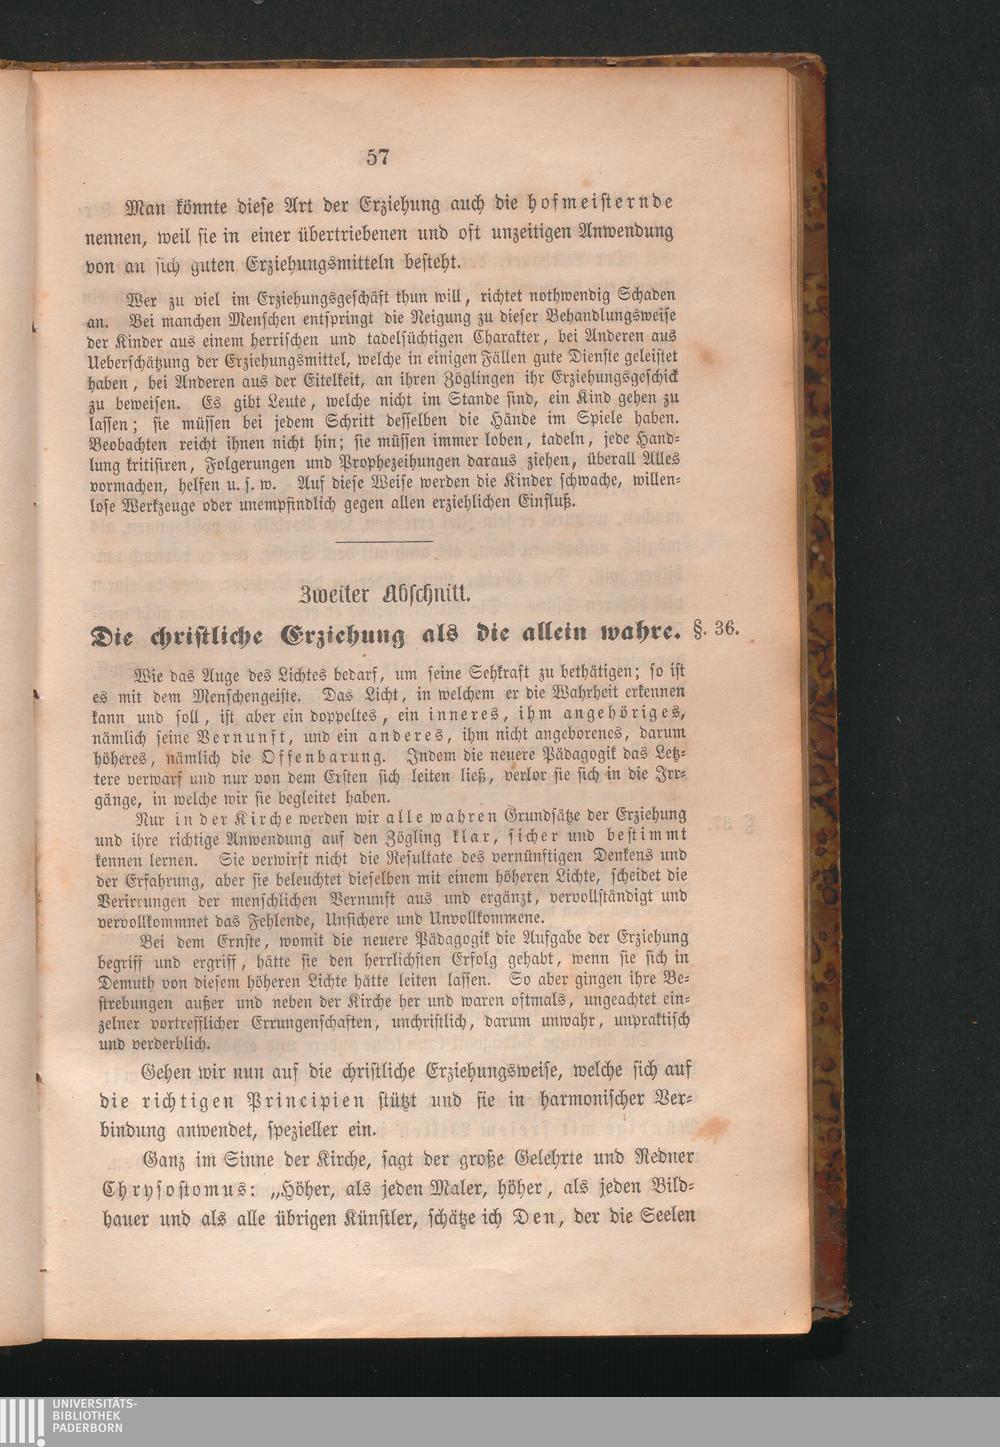 57
Man könnte diese Art der Erziehung auch die hofmeisternde
nennen, weil sie in einer übertriebenen und oft unzeitigen Anwendung
von an sich guten Erziehungsmitteln besteht.
Wer zu viel im Erziehungsgeschäft thun will, richtet nothwendig Schaden
an. Bei manchen Menschen entspringt die Neigung zu dieser Behandlungsweise
der Kinder aus einem herrischen und tadelsüchtigen Charakter, bei Anderen aus
Ueberschätzung der Erziehungsmittel, welche in einigen Fällen gute Dienste geleistet
haben, bei Anderen aus der Eitelkeit, an ihren Zöglingen ihr Erziehungsgeschick
zu beweisen. Es gibt Leute, welche nicht im Stande sind, ein Kind gehen zu
lassen; sie müssen bei jedem Schritt desselben die Hände im Spiele haben.
Beobachten reicht ihnen nicht hin; sie müssen immer loben, tadeln, jede Hand-
lung kritisiren, Folgerungen und Prophezeihungen daraus ziehen, überall Alles
vormachen, helfen u. s. w. Auf diese Weise werden die Kinder schwache, willen-
lose Werkzeuge oder unempfindlich gegen allen erziehlichen Einfluß.
Zweiter Abschnitt.
Die christliche Erziehung als die allein wahre. §. 36.
Wie das Auge des Lichtes bedarf, um seine Sehkraft zu bethätigen; so ist
es mit dem Menschengeiste. Das Licht, in welchem er die Wahrheit erkennen
kann und soll, ist aber ein doppeltes, ein inneres, ihm angehöriges,
nämlich seine Vernunft, und ein anderes, ihm nicht angeborenes, darum
höheres, nämlich die Offenbarung. Indem die neuere Pädagogik das Letz-
tere verwarf und nur von dem Ersten sich leiten ließ, verlor sie sich in die Irr-
gänge, in welche wir sie begleitet haben.
Nur in der Kirche werden wir alle wahren Grundsätze der Erziehung
und ihre richtige Anwendung auf den Zögling klar, sicher und bestimmt
kennen lernen. Sie verwirft nicht die Resultate des vernünftigen Denkens und
der Erfahrung, aber sie beleuchtet dieselben mit einem höheren Lichte, scheidet die
Verirrungen der menschlichen Vernunft aus und ergänzt, vervollständigt und
vervollkommnet das Fehlende, Unsichere und Unvollkommene.
Bei dem Ernste, womit die neuere Pädagogik die Aufgabe der Erziehung
begriff und ergriff, hätte sie den herrlichsten Erfolg gehabt, wenn sie sich in
Demuth von diesem höheren Lichte hätte leiten lassen. So aber gingen ihre Be-
strebungen außer und neben der Kirche her und waren oftmals, ungeachtet ein-
zelner vortrefflicher Errungenschaften, unchristlich, darum unwahr, unpraktisch
und verderblich.
Gehen wir nun auf die christliche Erziehungsweise, welche sich auf
die richtigen Principien stützt und sie in harmonischer Ver-
bindung anwendet, spezieller ein.
Ganz im Sinne der Kirche, sagt der große Gelehrte und Redner
Chrysostomus: „Höher, als jeden Maler, höher, als jeden Bild-
hauer und als alle übrigen Künstler, schätze ich Den, der die Seelen
UNIVERSITÄTS-
BIBLIOTHEK
PADERBORN